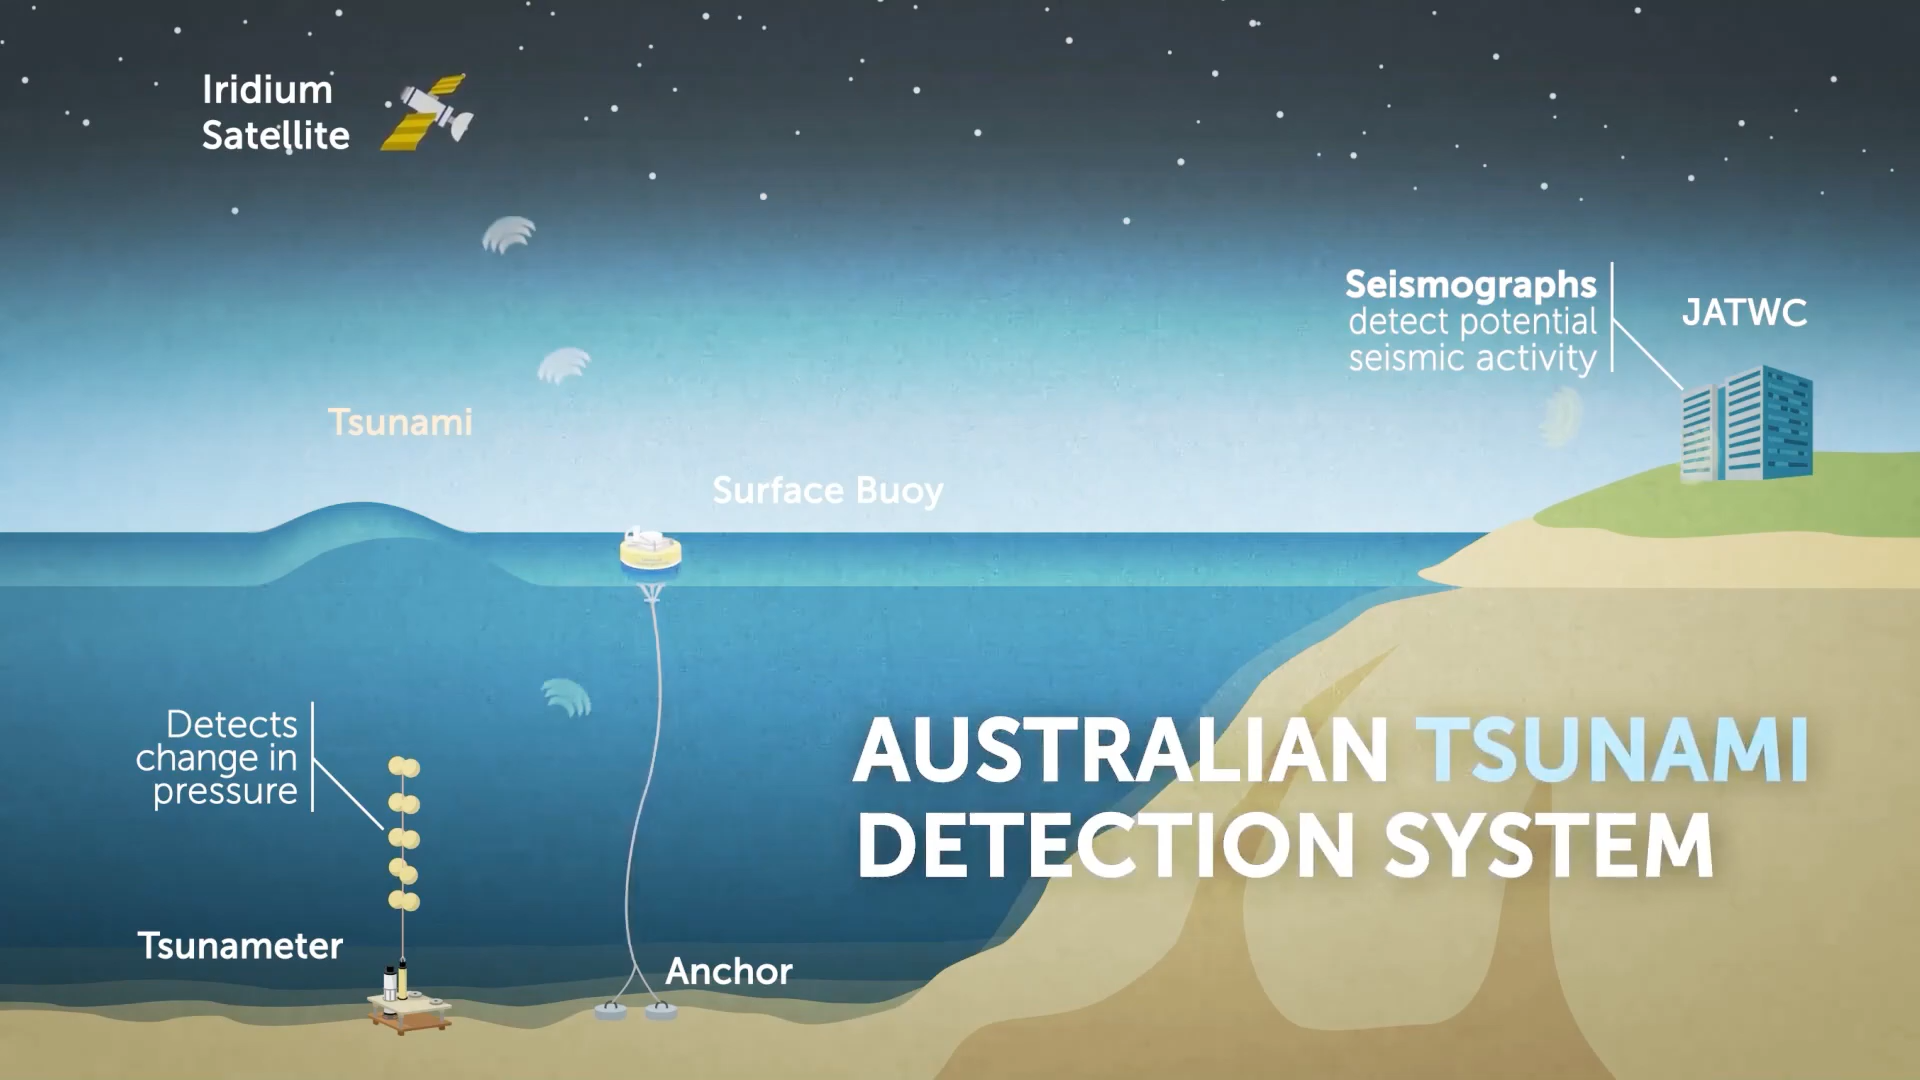 Iridium
Satellite
Seismographs
detect potential
seismic activity
JATWC
Tsunami
Surface Buoy
Detects
change in
pressure
AUSTRALIAN TSUNAMI
DETECTION SYSTEM
Tsunameter
Anchor